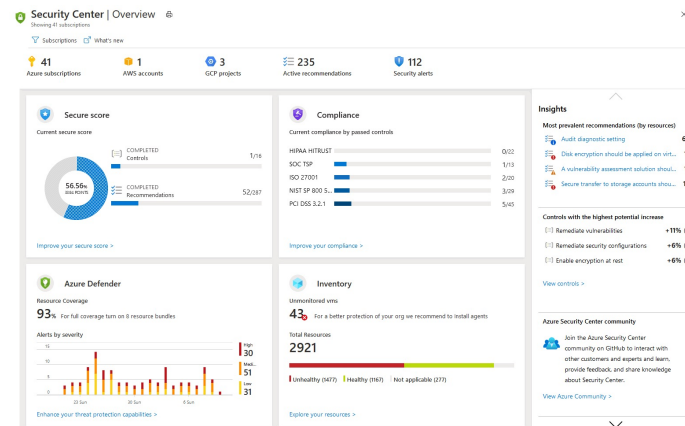 Security Center | Overview
Showing 41 subscriptions
Subscriptions What's new
41
Azure subscriptions
1
AWS accounts
3
GCP projects
235
Active recommendations
112
Security alerts
Secure score
Current secure score
56.56%
COMPLETED
Controls 1/16
COMPLETED
Recommendations 52/287
Improve your secure score >
Compliance
Current compliance by passed controls
HIPAA HITRUST 0/22
SOC TSP 1/13
ISO 27001 2/20
NIST SP 800 5... 3/29
PCI DSS 3.2.1 5/45
Improve your compliance >
Azure Defender
Resource Coverage
93% For full coverage turn on 8 resource bundles
Alerts by severity
15
10
5
0
23 Sun 30 Sun 6 Sun
High
30
Medi...
51
Low
31
Enhance your threat protection capabilities >
Inventory
Unmonitored vms
43 For a better protection of your org we recommend to install agents
Total Resources
2921
Unhealthy (1477) Healthy (1167) Not applicable (277)
Explore your resources >
Insights
Most prevalent recommendations (by resources)
Audit diagnostic setting
Disk encryption should be applied on virt...
A vulnerability assessment solution shoul...
Secure transfer to storage accounts shou...
Controls with the highest potential increase
Remediate vulnerabilities +11%
Remediate security configurations +6%
Enable encryption at rest +6%
View controls >
Azure Security Center community
Join the Azure Security Center
community on GitHub to interact with
other customers and experts and learn,
provide feedback, and share knowledge
about Security Center.
View Azure Community >